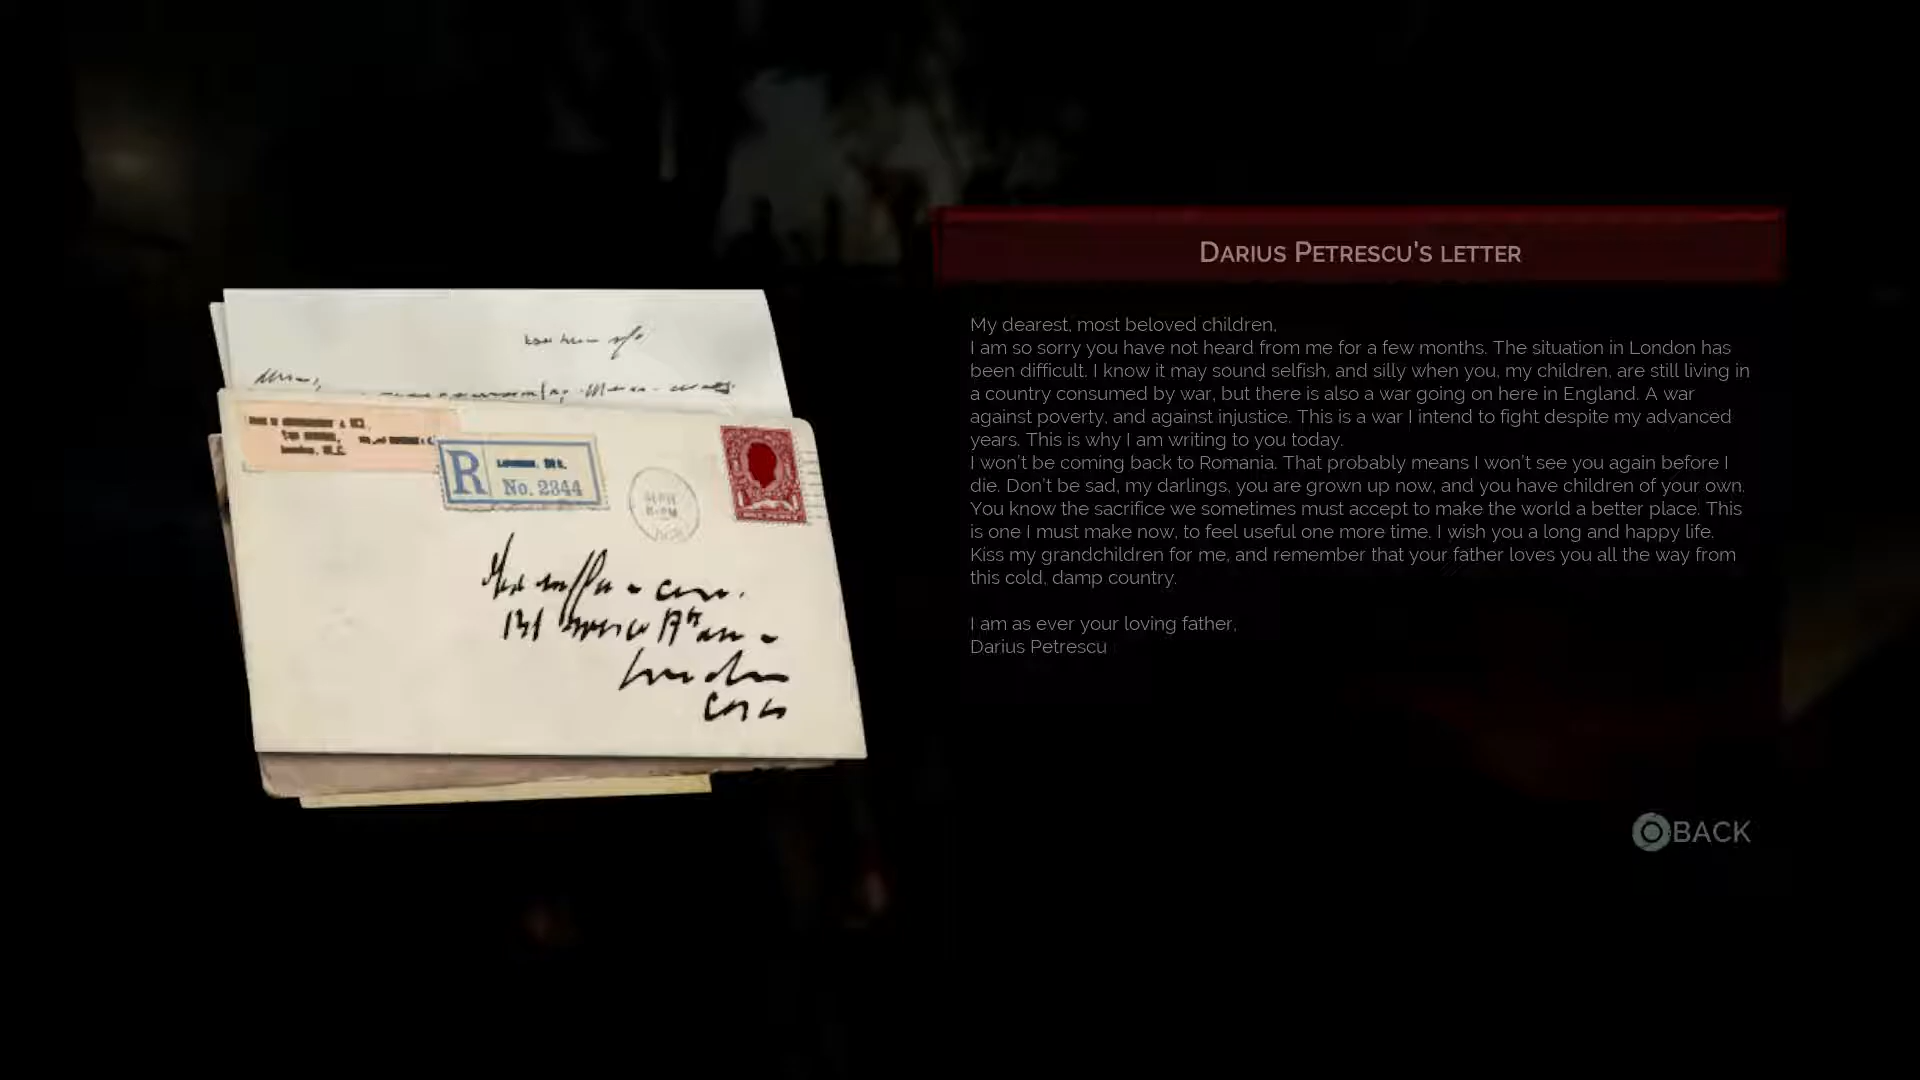 DARIUS PETRESCU'S LETTER
My dearest, most beloved children,
I am so sorry you have not heard from me for a few months. The situation in London has
been difficult. I know it may sound selfish, and silly when you, my children, are still living in
a country consumed by war, but there is also a war going on here in England. A war
against poverty, and against injustice. This is a war I intend to fight despite my advanced
years. This is why I am writing to you today.
I won't be coming back to Romania. That probably means I won't see you again before I
die. Don't be sad, my darlings, you are grown up now, and you have children of your own.
You know the sacrifice we sometimes must accept to make the world a better place. This
is one I must make now, to feel useful one more time. I wish you a long and happy life.
Kiss my grandchildren for me, and remember that your father loves you all the way from
this cold, damp country.
I am as ever your loving father,
Darius Petrescu
London, W.C.
R
No. 2344
ONE PENNY
BACK